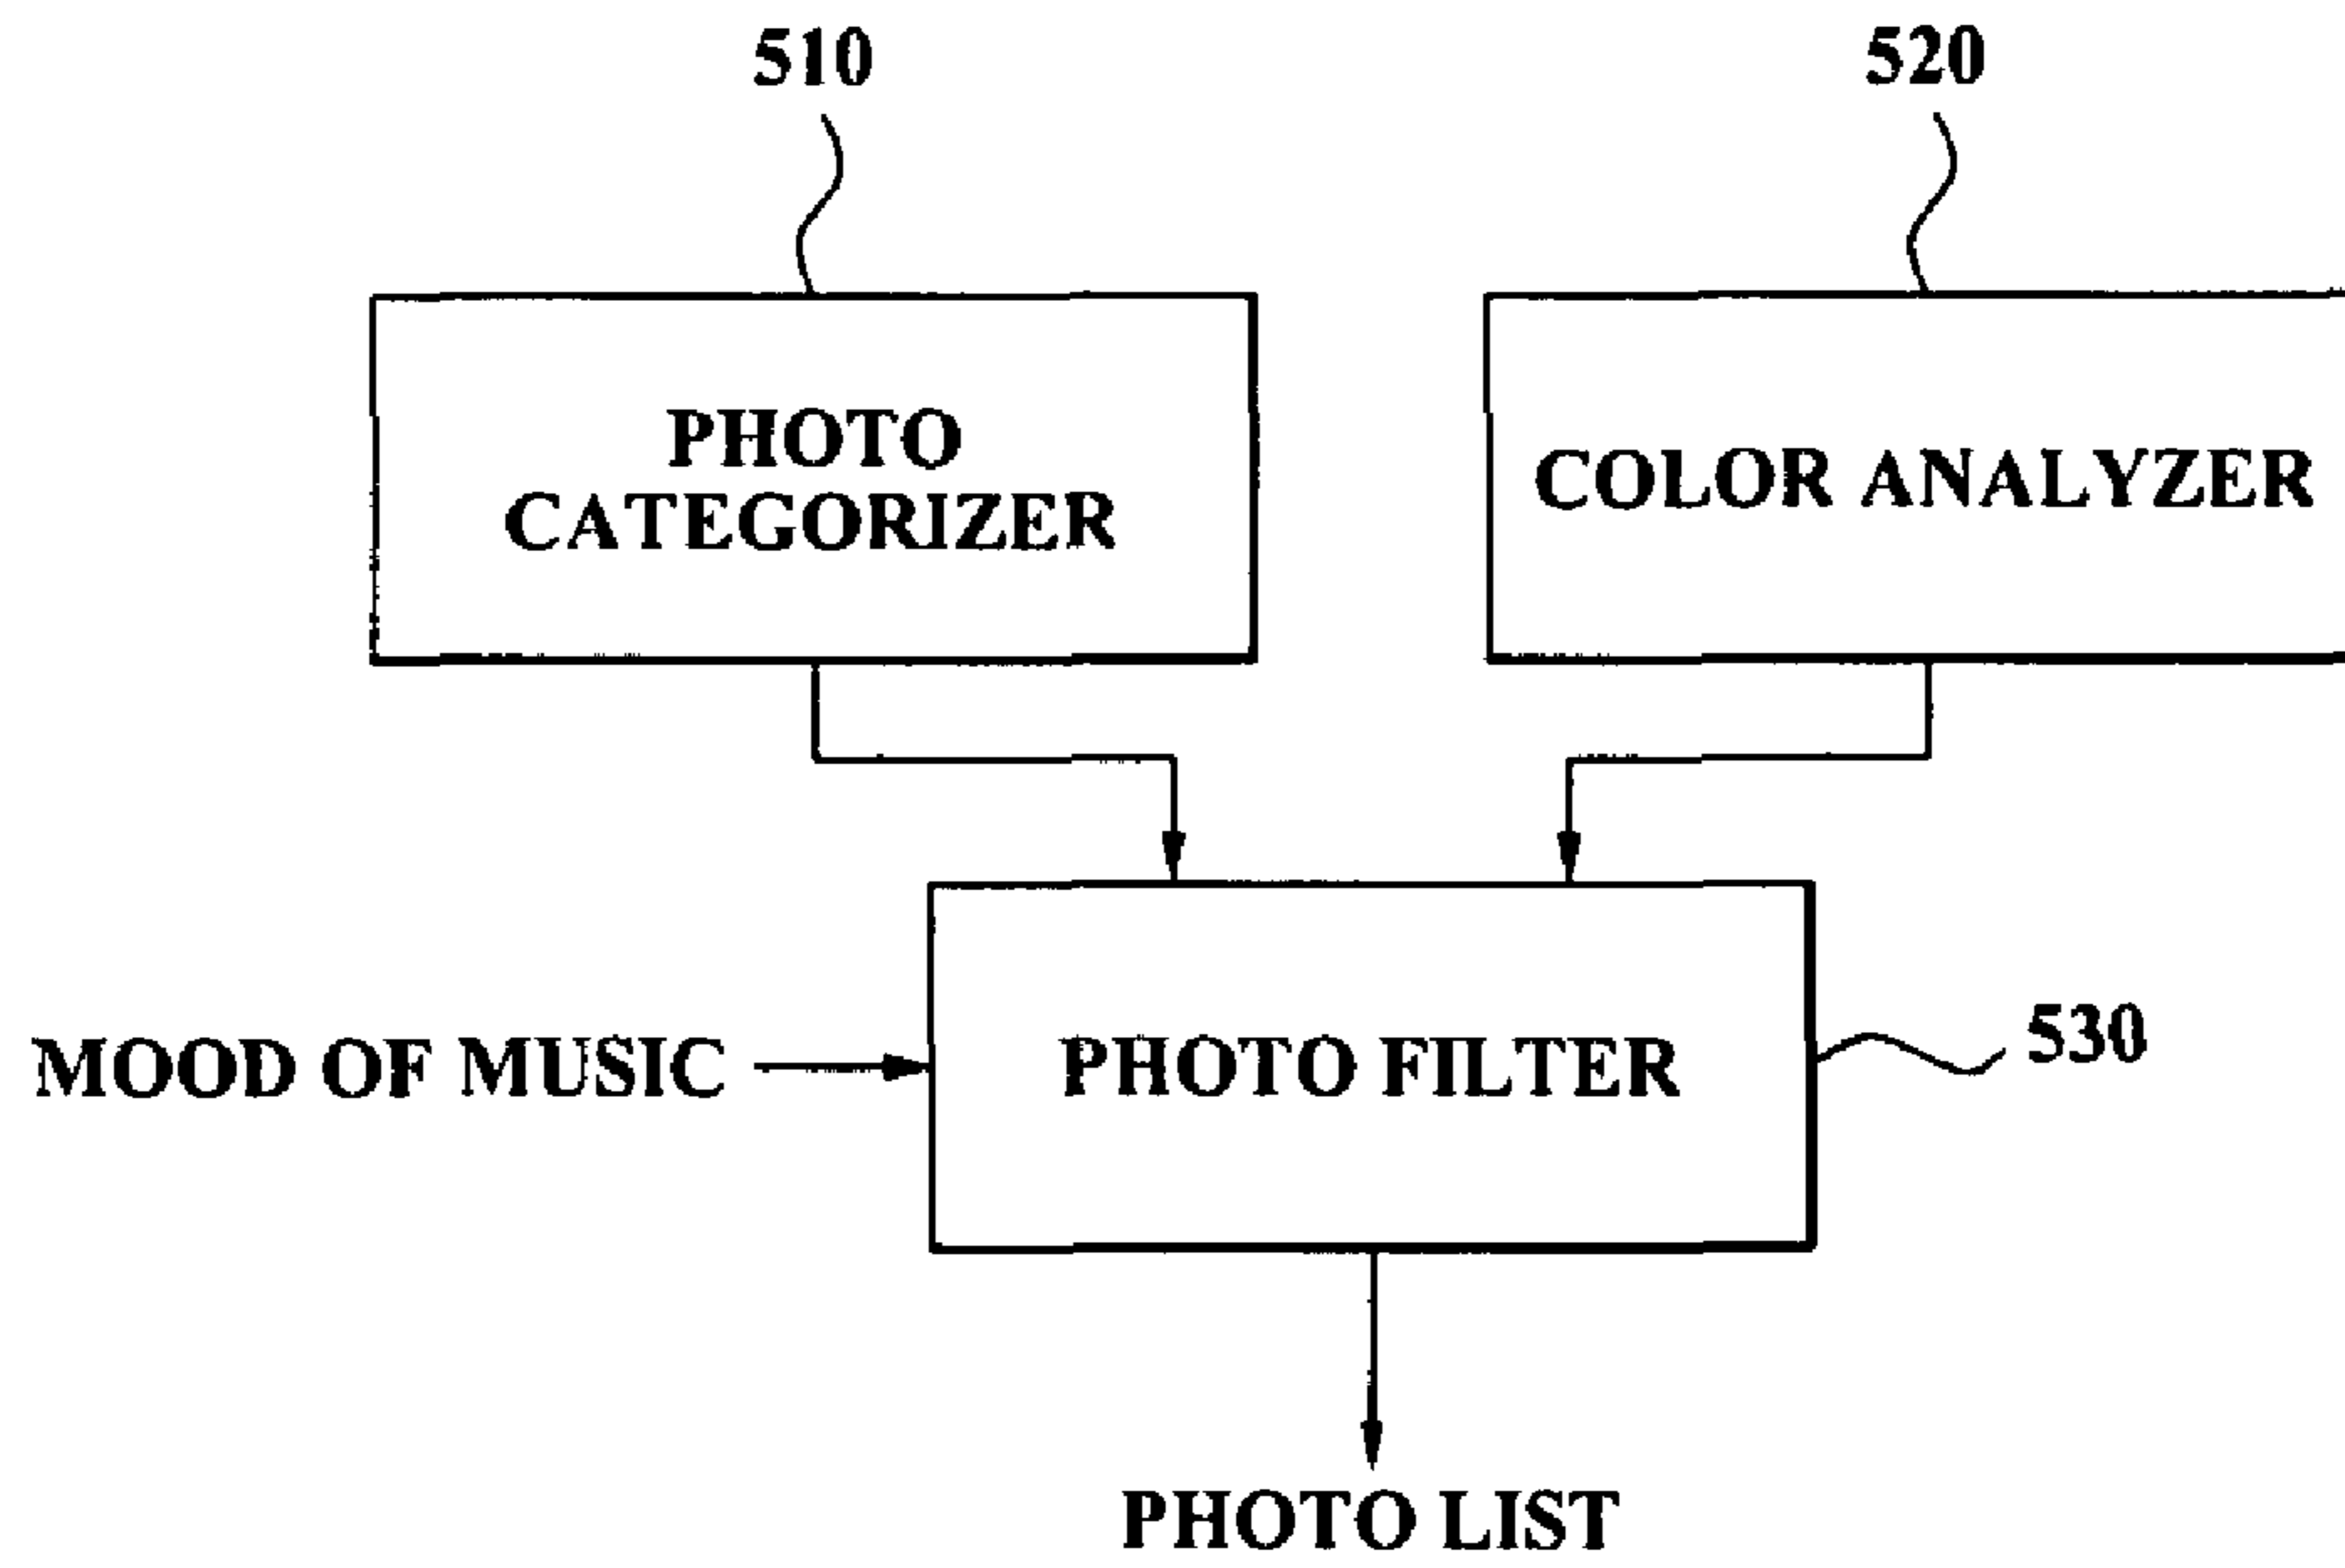 510
520
PHOTO
CATEGORIZER
COLOR ANALYZER
MOOD OF MUSIC
PHOTO FILTER
530
PHOTO LIST